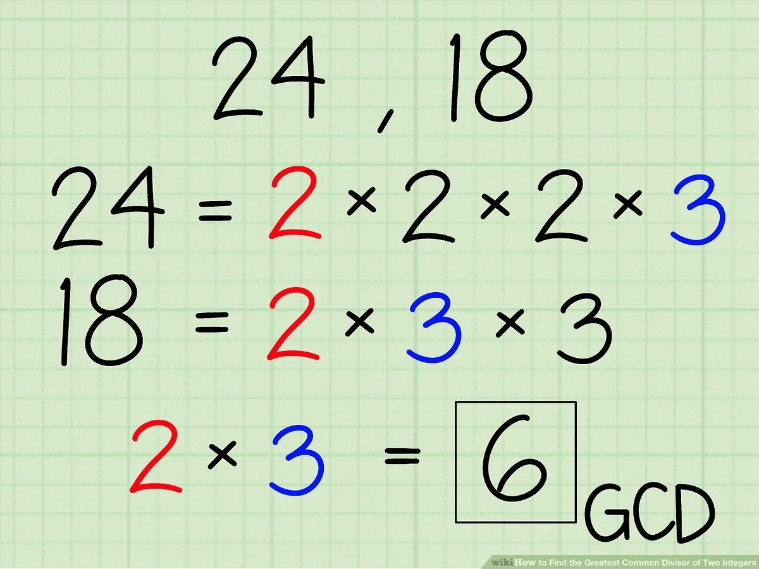 24 , 18
24 = 2 × 2 × 2 × 3
18 = 2 × 3 × 3
2 × 3 = 6
GCD
wikiHow to Find the Greatest Common Divisor of Two Integers